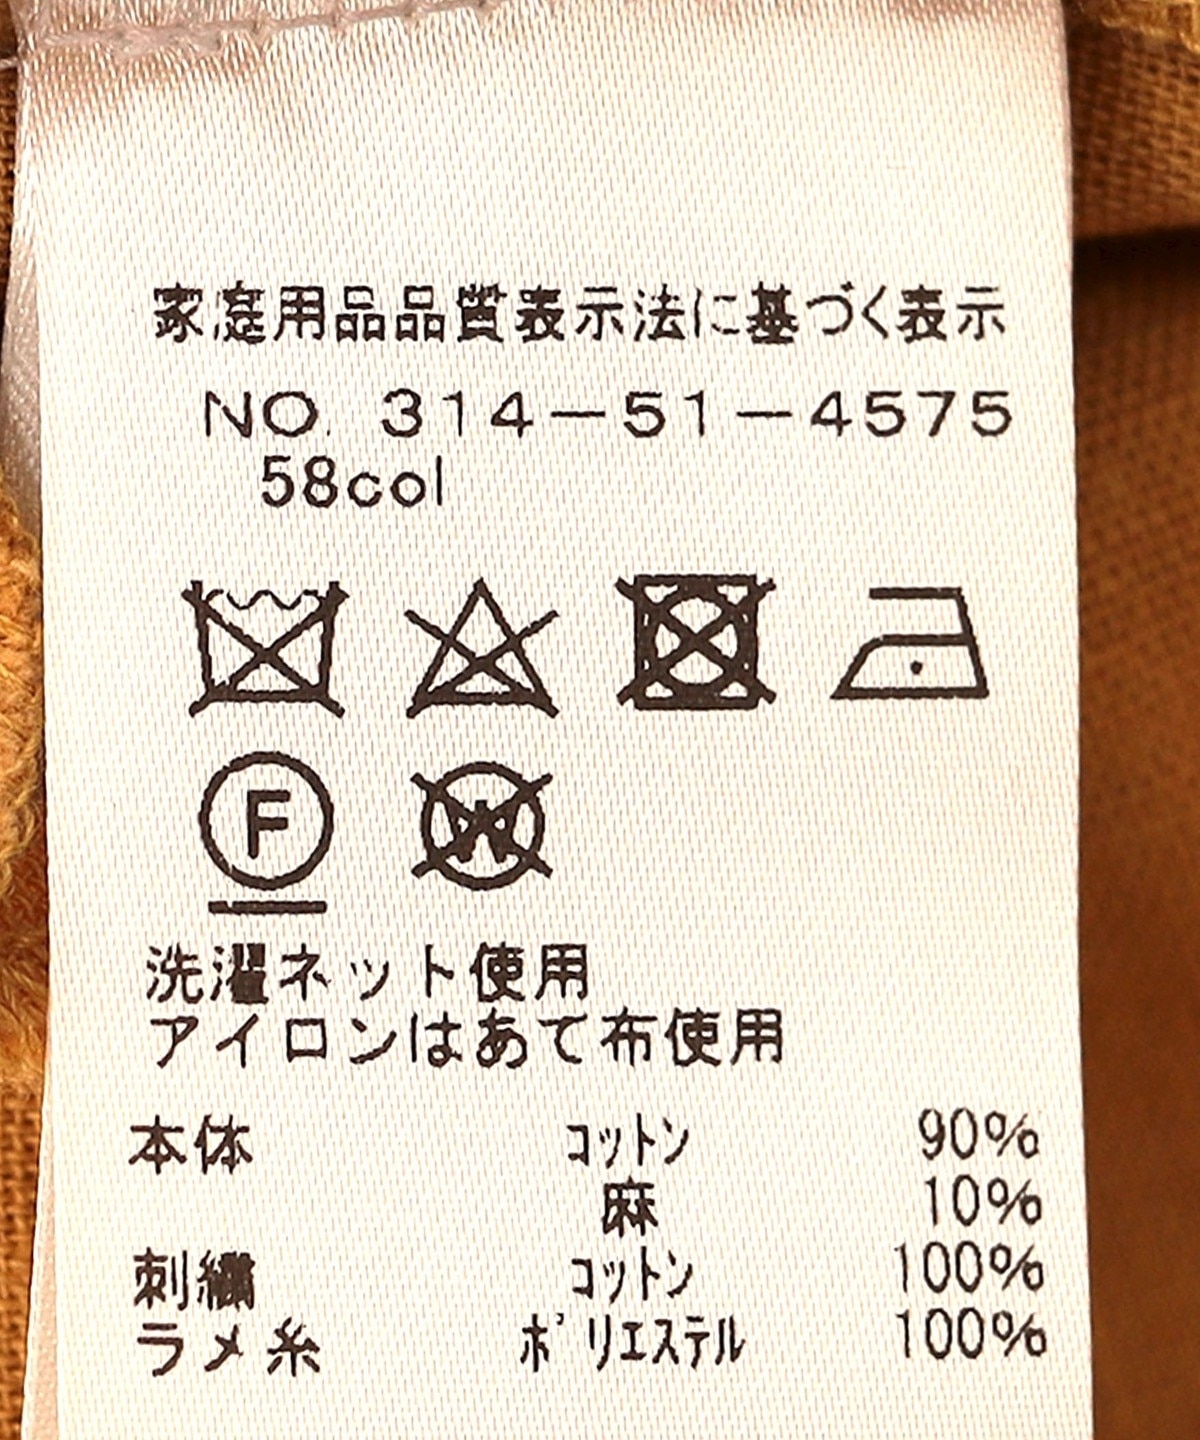 家庭用品品質表示法に基づく表示
NO. 314-51-4575
58col
F
W
洗濯ネット使用
アイロンはあて布使用
本体 コットン 90%
麻 10%
刺繍 コットン 100%
ラメ糸 ポリエステル 100%